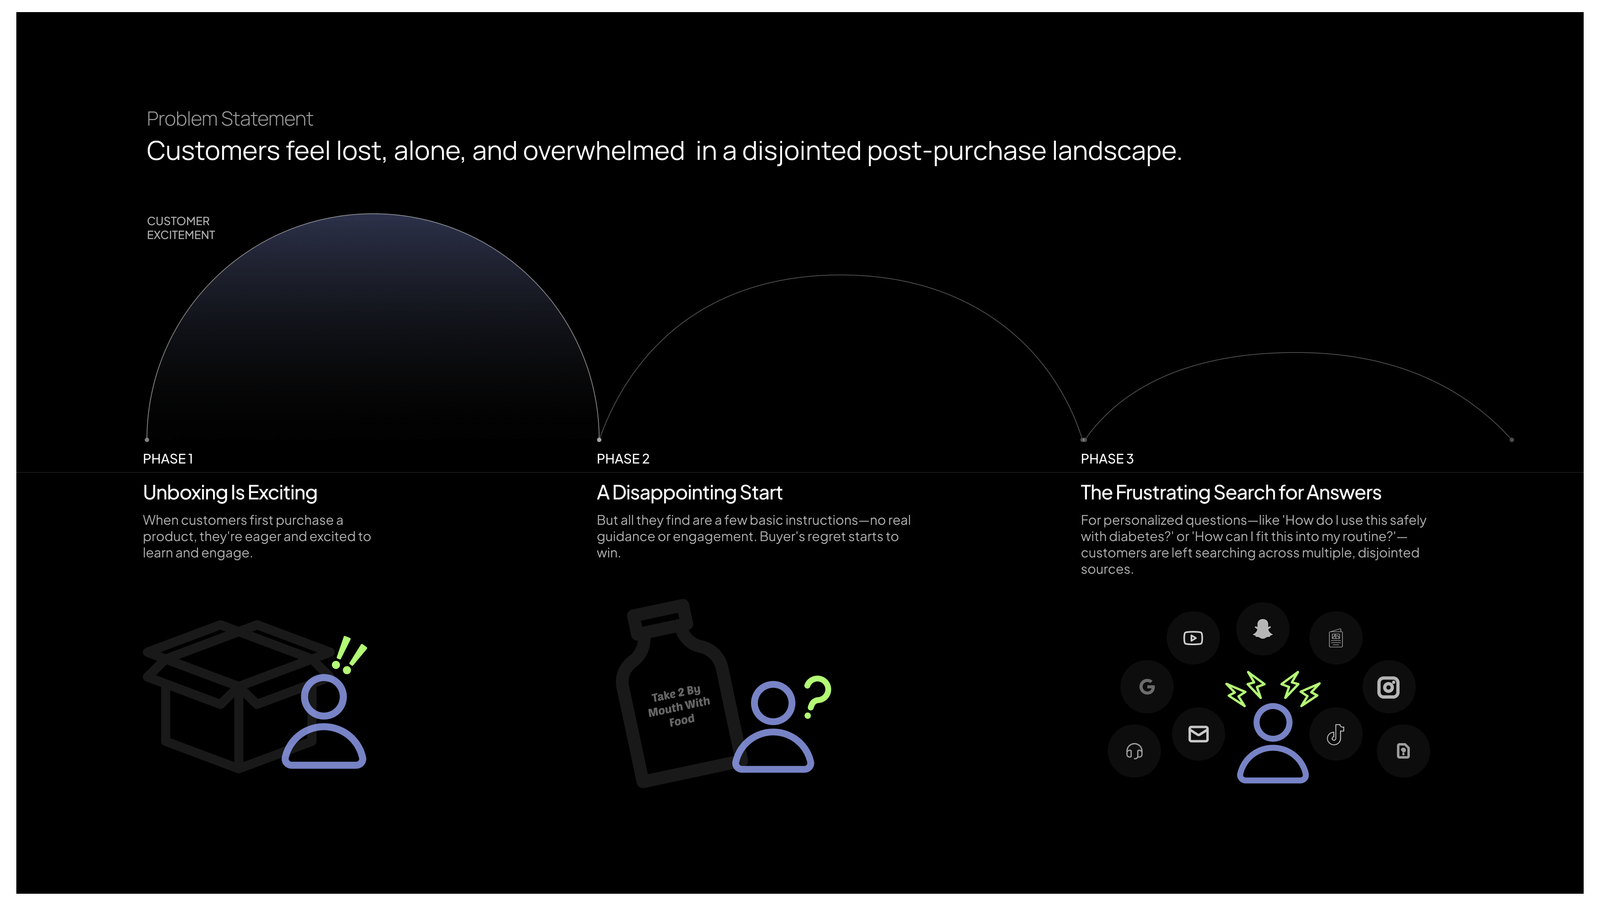 Problem Statement
Customers feel lost, alone, and overwhelmed  in a disjointed post-purchase landscape.
CUSTOMER
EXCITEMENT
PHASE 1
Unboxing Is Exciting
When customers first purchase a
product, they're eager and excited to
learn and engage.
PHASE 2
A Disappointing Start
But all they find are a few basic instructions—no real
guidance or engagement. Buyer's regret starts to
win.
PHASE 3
The Frustrating Search for Answers
For personalized questions—like 'How do I use this safely
with diabetes?' or 'How can I fit this into my routine?'—
customers are left searching across multiple, disjointed
sources.
!!
Take 2 By
Mouth With
Food
?
G